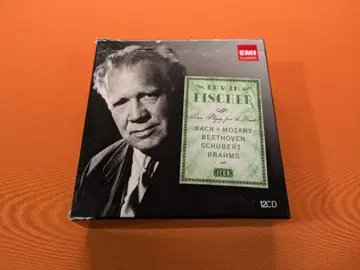 EMI
CLASSICS
EDWIN
FISCHER
BACH MOZART
BEETHOVEN
SCHUBERT
BRAHMS
ICON
12CD